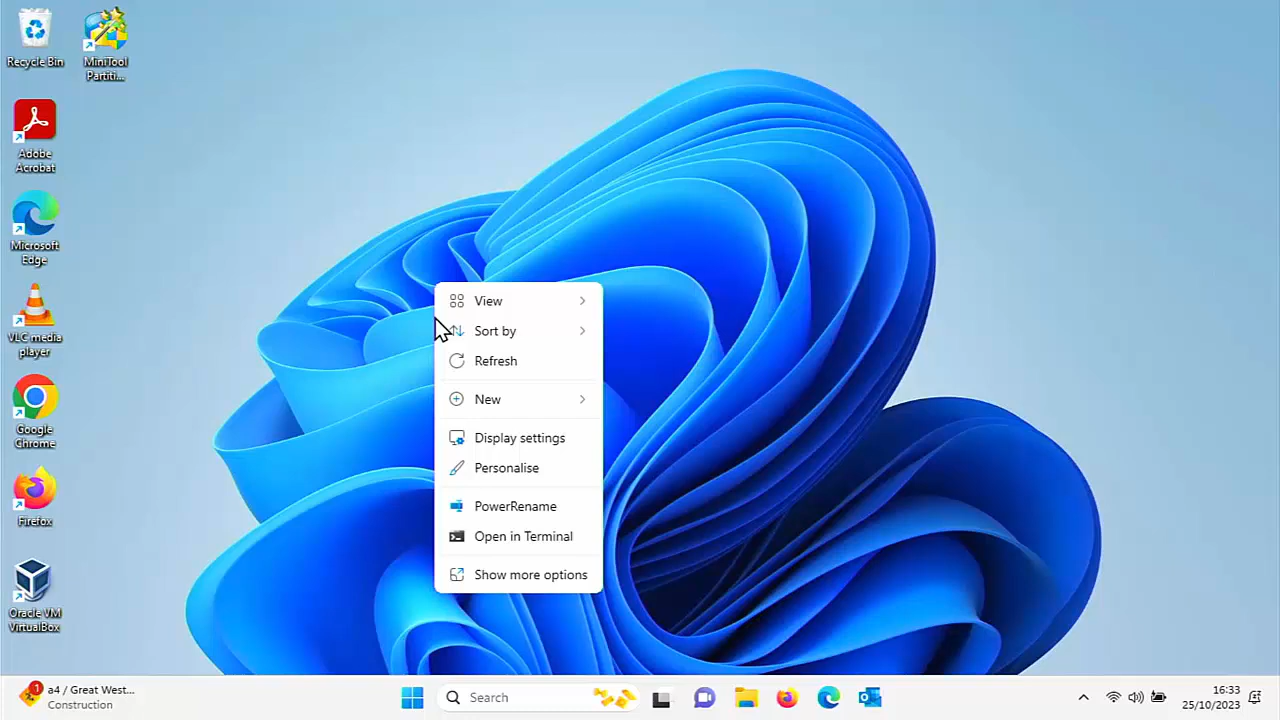 Recycle Bin
MiniTool
Partiti...
Adobe
Acrobat
Microsoft
Edge
VLC media
player
Google
Chrome
Firefox
Oracle VM
VirtualBox
View
Sort by
Refresh
New
Display settings
Personalise
PowerRename
Open in Terminal
Show more options
1
a4 / Great West...
Construction
Search
16:33
25/10/2023